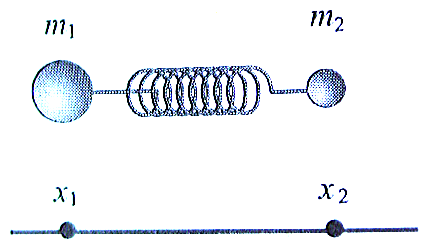 m₁ m₂
x₁ x₂